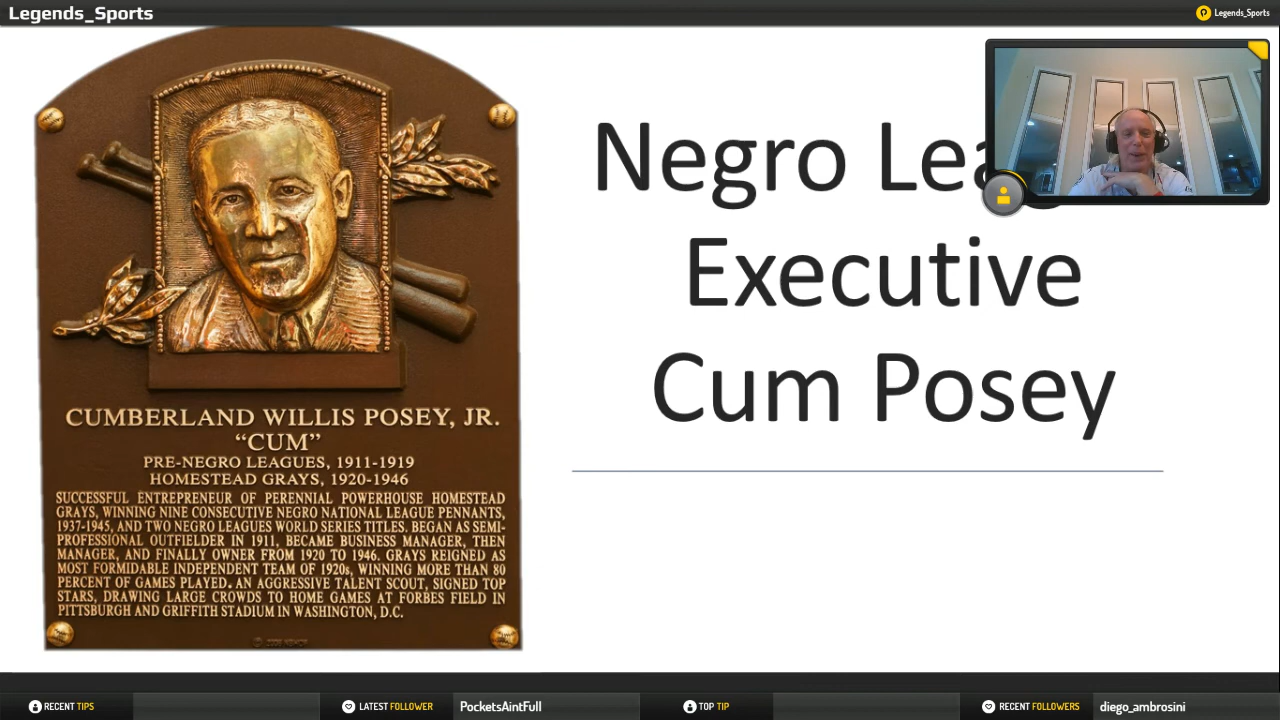 Legends_Sports
Legends_Sports
CUMBERLAND WILLIS POSEY, JR.
“CUM”
PRE-NEGRO LEAGUES, 1911-1919
HOMESTEAD GRAYS, 1920-1946
SUCCESSFUL ENTREPRENEUR OF PERENNIAL POWERHOUSE HOMESTEAD
GRAYS, WINNING NINE CONSECUTIVE NEGRO NATIONAL LEAGUE PENNANTS,
1937-1945, AND TWO NEGRO LEAGUES WORLD SERIES TITLES. BEGAN AS SEMI-
PROFESSIONAL OUTFIELDER IN 1911, BECAME BUSINESS MANAGER, THEN
MANAGER, AND FINALLY OWNER FROM 1920 TO 1946. GRAYS REIGNED AS
MOST FORMIDABLE INDEPENDENT TEAM OF 1920s, WINNING MORE THAN 80
PERCENT OF GAMES PLAYED. AN AGGRESSIVE TALENT SCOUT, SIGNED TOP
STARS, DRAWING LARGE CROWDS TO HOME GAMES AT FORBES FIELD IN
PITTSBURGH AND GRIFFITH STADIUM IN WASHINGTON, D.C.
Negro Lea
Executive
Cum Posey
RECENT TIPS
LATEST FOLLOWER PocketsAintFull
TOP TIP
RECENT FOLLOWERS diego_ambrosini